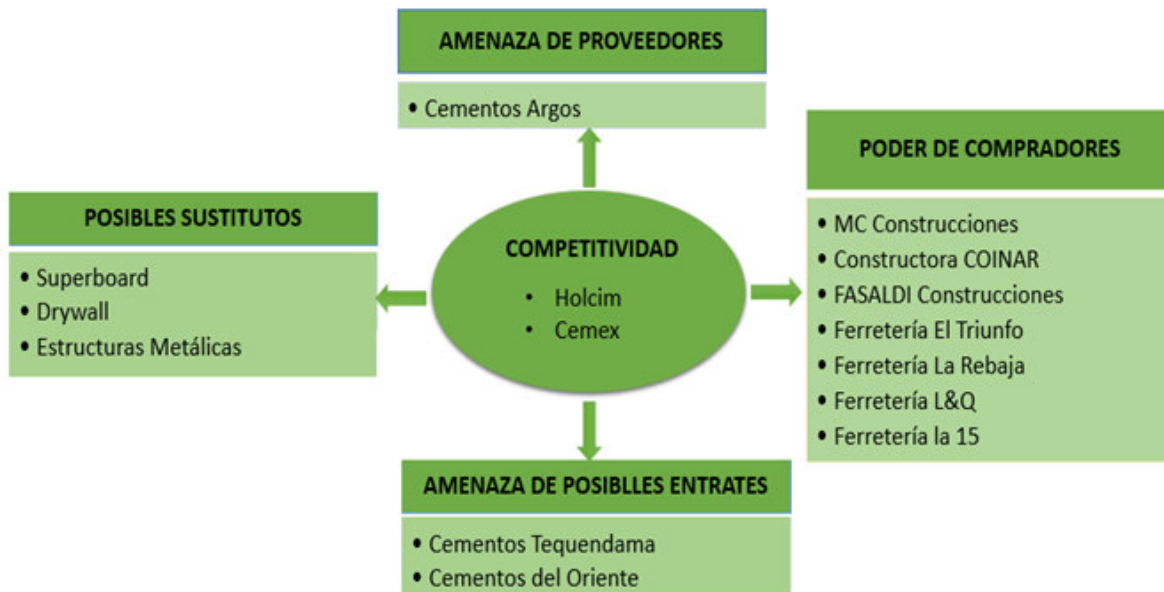 AMENAZA DE PROVEEDORES
• Cementos Argos
PODER DE COMPRADORES
• MC Construcciones
• Constructora COINAR
• FASALDI Construcciones
• Ferretería El Triunfo
• Ferretería La Rebaja
• Ferretería L&Q
• Ferretería la 15
POSIBLES SUSTITUTOS
• Superboard
• Drywall
• Estructuras Metálicas
COMPETITIVIDAD
• Holcim
• Cemex
AMENAZA DE POSIBLLES ENTRATES
• Cementos Tequendama
• Cementos del Oriente